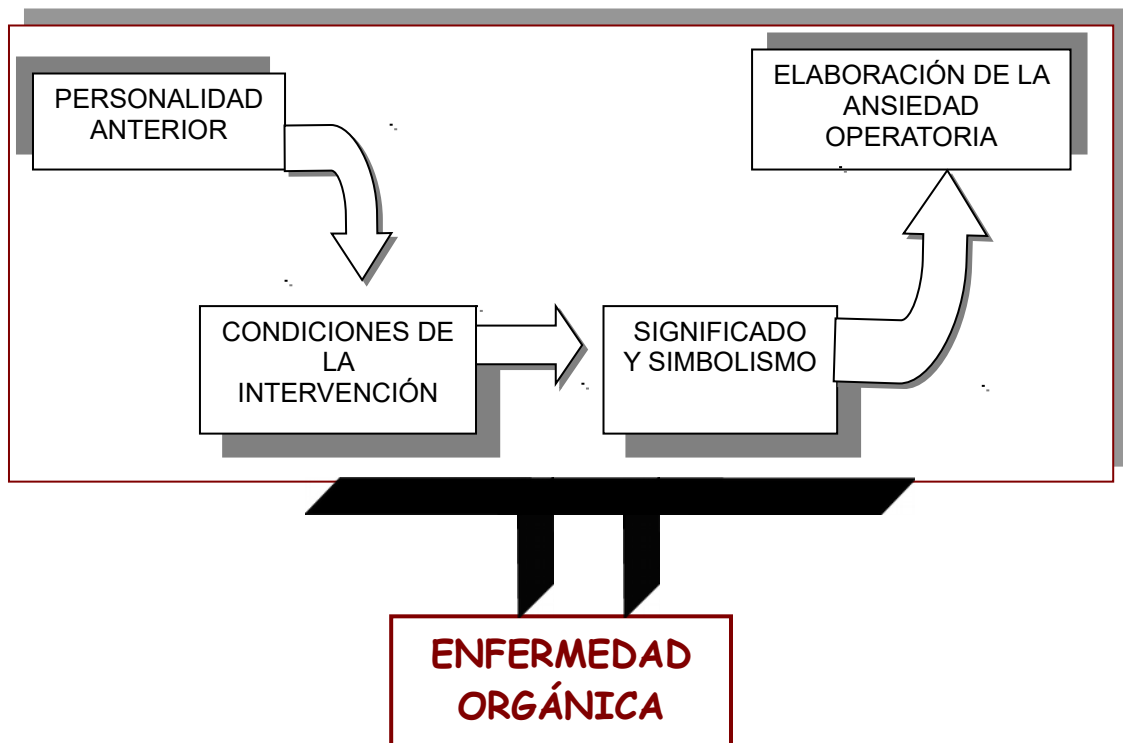 PERSONALIDAD
ANTERIOR
ELABORACIÓN DE LA
ANSIEDAD
OPERATORIA
CONDICIONES DE
LA
INTERVENCIÓN
SIGNIFICADO
Y SIMBOLISMO
ENFERMEDAD
ORGÁNICA